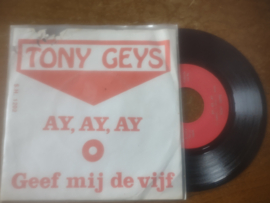 TONY GEYS
AY, AY, AY
Geef mij de vijf